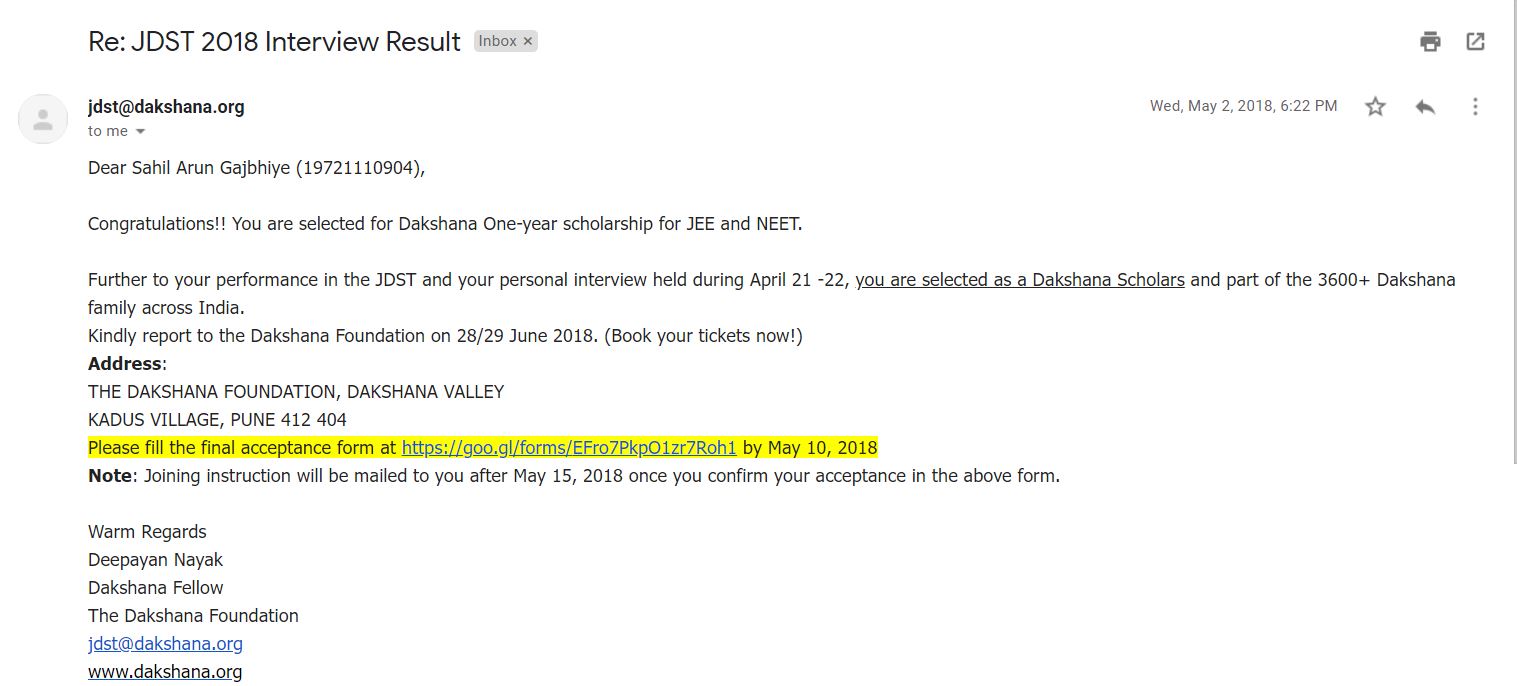 Re: JDST 2018 Interview Result Inbox ×
jdst@dakshana.org Wed, May 2, 2018, 6:22 PM
to me
Dear Sahil Arun Gajbhiye (19721110904),
Congratulations!! You are selected for Dakshana One-year scholarship for JEE and NEET.
Further to your performance in the JDST and your personal interview held during April 21 -22, you are selected as a Dakshana Scholars and part of the 3600+ Dakshana
family across India.
Kindly report to the Dakshana Foundation on 28/29 June 2018. (Book your tickets now!)
Address:
THE DAKSHANA FOUNDATION, DAKSHANA VALLEY
KADUS VILLAGE, PUNE 412 404
Please fill the final acceptance form at https://goo.gl/forms/EFro7PkpO1zr7Roh1 by May 10, 2018
Note: Joining instruction will be mailed to you after May 15, 2018 once you confirm your acceptance in the above form.
Warm Regards
Deepayan Nayak
Dakshana Fellow
The Dakshana Foundation
jdst@dakshana.org
www.dakshana.org